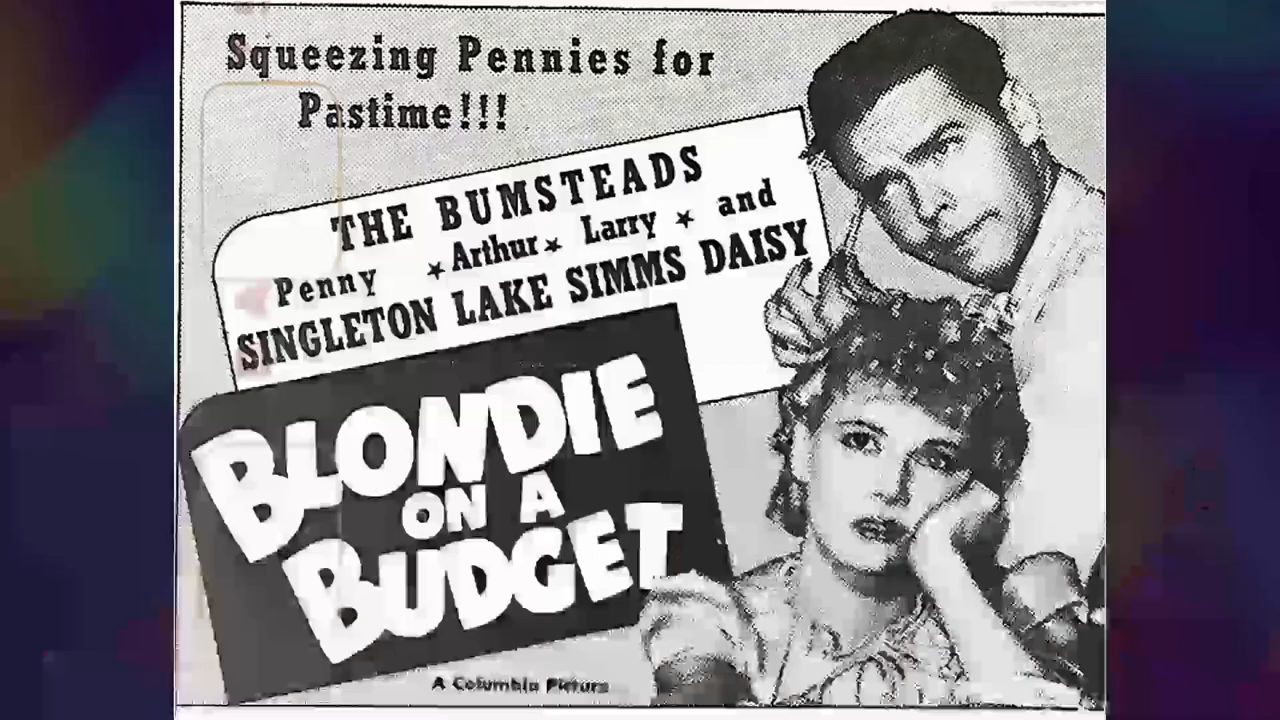 Squeezing Pennies for
Pastime!!!
THE BUMSTEADS
Penny ★ Arthur ★ Larry ★ and
SINGLETON LAKE SIMMS DAISY
BLONDIE
ON A
BUDGET
A Columbia Picture